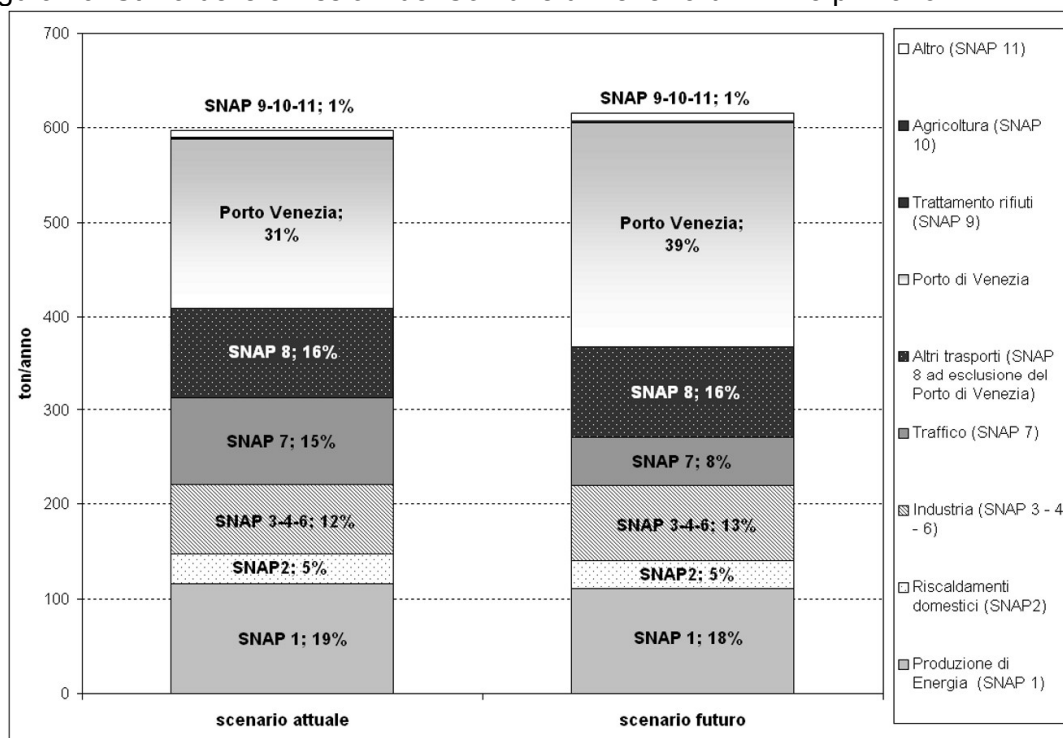 700
600
500
400
300
200
100
0
ton/anno
SNAP 9-10-11; 1%
Porto Venezia;
31%
SNAP 8; 16%
SNAP 7; 15%
SNAP 3-4-6; 12%
SNAP2; 5%
SNAP 1; 19%
scenario attuale
SNAP 9-10-11; 1%
Porto Venezia;
39%
SNAP 8; 16%
SNAP 7; 8%
SNAP 3-4-6; 13%
SNAP2; 5%
SNAP 1; 18%
scenario futuro
Altro (SNAP 11)
Agricoltura (SNAP
10)
Trattamento rifiuti
(SNAP 9)
Porto di Venezia
Altri trasporti (SNAP
8 ad esclusione del
Porto di Venezia)
Traffico (SNAP 7)
Industria (SNAP 3 - 4
- 6)
Riscaldamenti
domestici (SNAP2)
Produzione di
Energia (SNAP 1)